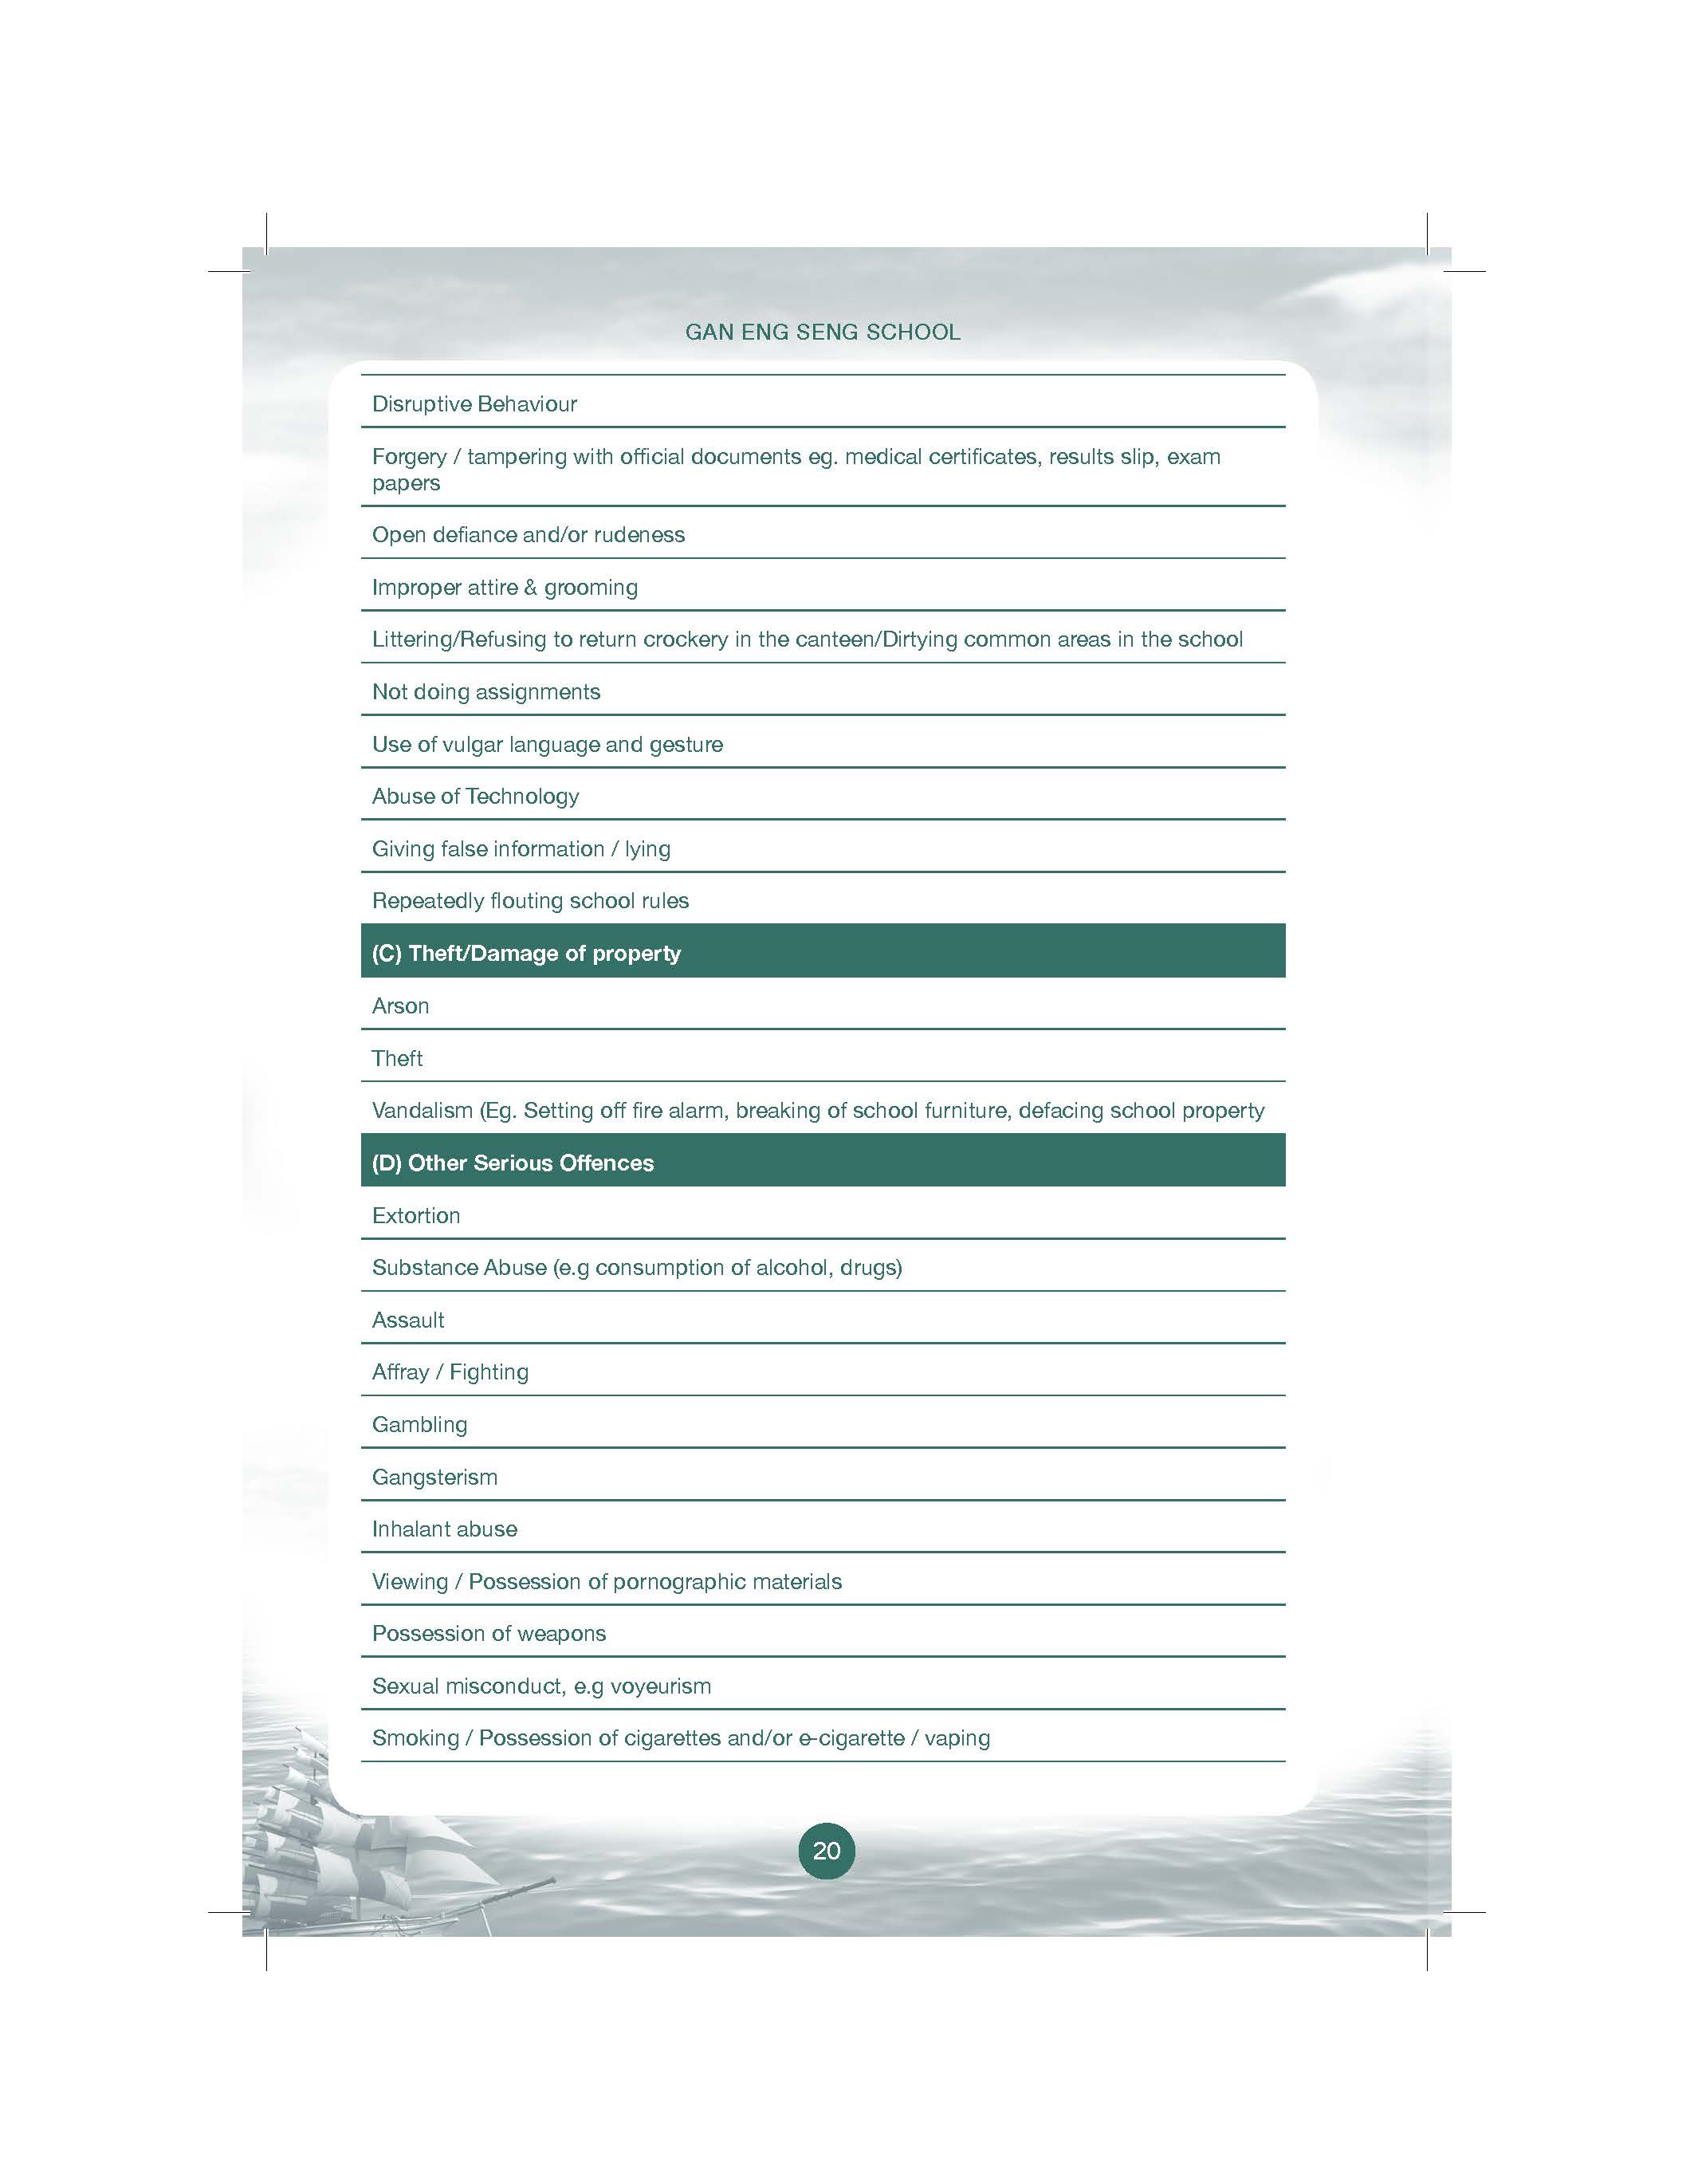 GAN ENG SENG SCHOOL
Disruptive Behaviour
Forgery / tampering with official documents eg. medical certificates, results slip, exam
papers
Open defiance and/or rudeness
Improper attire & grooming
Littering/Refusing to return crockery in the canteen/Dirtying common areas in the school
Not doing assignments
Use of vulgar language and gesture
Abuse of Technology
Giving false information / lying
Repeatedly flouting school rules
(C) Theft/Damage of property
Arson
Theft
Vandalism (Eg. Setting off fire alarm, breaking of school furniture, defacing school property
(D) Other Serious Offences
Extortion
Substance Abuse (e.g consumption of alcohol, drugs)
Assault
Affray / Fighting
Gambling
Gangsterism
Inhalant abuse
Viewing / Possession of pornographic materials
Possession of weapons
Sexual misconduct, e.g voyeurism
Smoking / Possession of cigarettes and/or e-cigarette / vaping
20